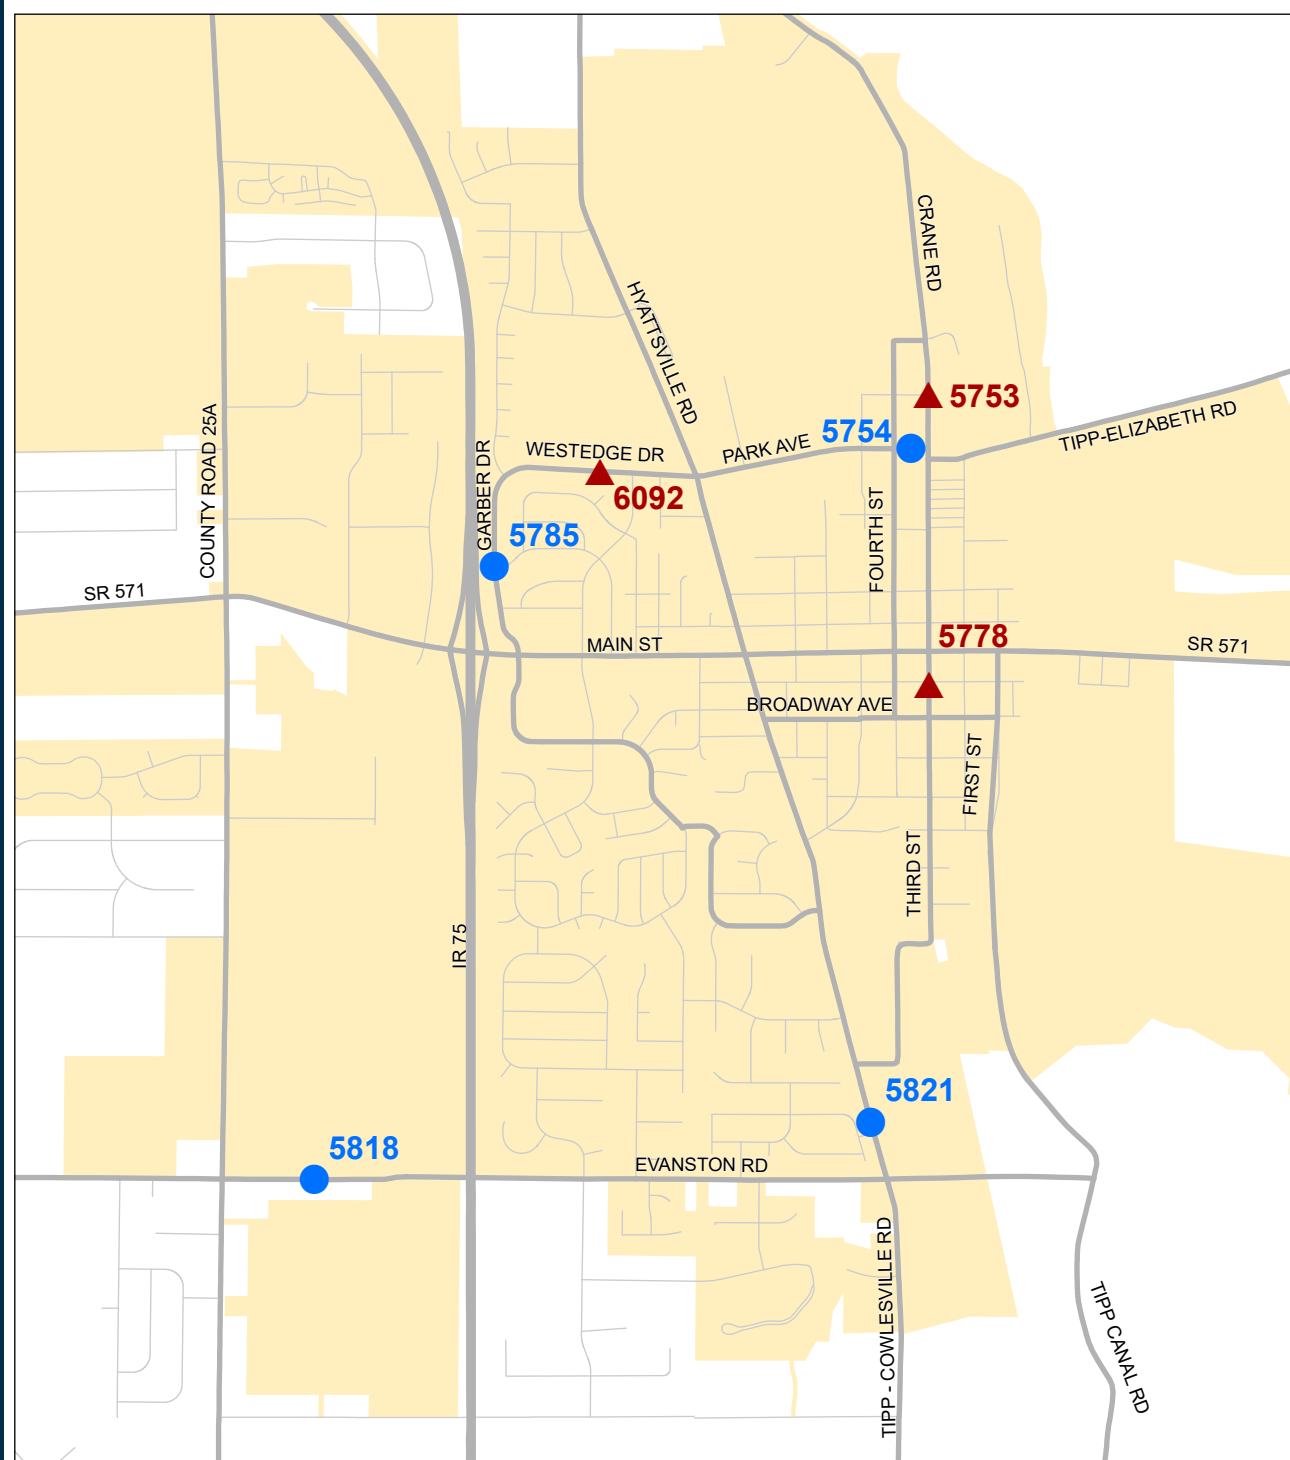 CRANE RD
HYATTSVILLE RD
5753
TIPP-ELIZABETH RD
5754
PARK AVE
WESTEDGE DR
6092
COUNTY ROAD 25A
GARBER DR
5785
FOURTH ST
SR 571
MAIN ST
5778
SR 571
BROADWAY AVE
FIRST ST
THIRD ST
IR 75
5821
5818
EVANSTON RD
TIPP - COWLESVILLE RD
TIPP CANAL RD